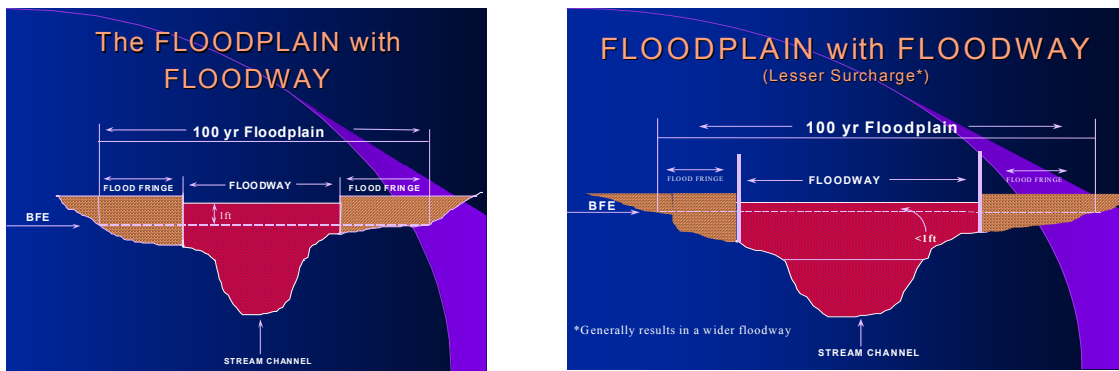 The FLOODPLAIN with
FLOODWAY
100 yr Floodplain
FLOOD FRINGE
FLOODWAY
FLOOD FRINGE
1ft
BFE
STREAM CHANNEL
FLOODPLAIN with FLOODWAY
(Lesser Surcharge*)
100 yr Floodplain
FLOOD FRINGE
FLOODWAY
FLOOD FRINGE
BFE
<1ft
*Generally results in a wider floodway
STREAM CHANNEL